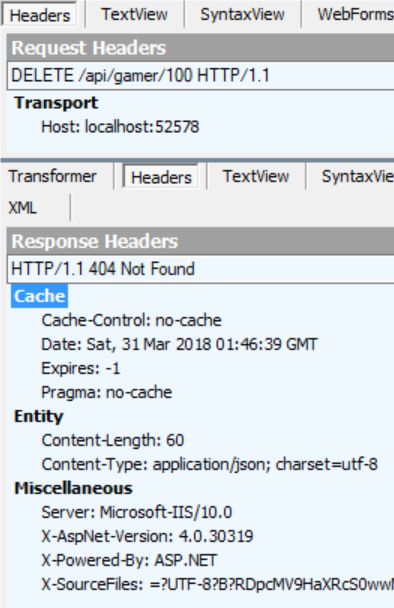 Headers TextView SyntaxView WebForms
Request Headers
DELETE /api/gamer/100 HTTP/1.1
Transport
Host: localhost:52578
Transformer Headers TextView SyntaxVie
XML
Response Headers
HTTP/1.1 404 Not Found
Cache
Cache-Control: no-cache
Date: Sat, 31 Mar 2018 01:46:39 GMT
Expires: -1
Pragma: no-cache
Entity
Content-Length: 60
Content-Type: application/json; charset=utf-8
Miscellaneous
Server: Microsoft-IIS/10.0
X-AspNet-Version: 4.0.30319
X-Powered-By: ASP.NET
X-SourceFiles: =?UTF-8?B?RDpcMV9HaXRcS0ww